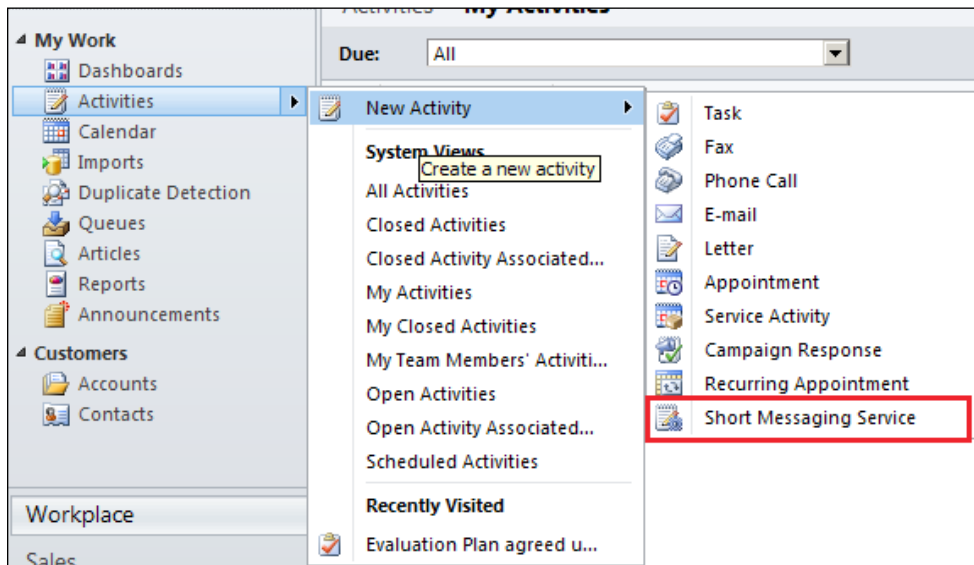 Activities My Activities
My Work
Dashboards
Activities
Calendar
Imports
Duplicate Detection
Queues
Articles
Reports
Announcements
Customers
Accounts
Contacts
Workplace
Sales
Due: All
New Activity
System Views
Create a new activity
All Activities
Closed Activities
Closed Activity Associated...
My Activities
My Closed Activities
My Team Members' Activiti...
Open Activities
Open Activity Associated...
Scheduled Activities
Recently Visited
Evaluation Plan agreed u...
Task
Fax
Phone Call
E-mail
Letter
Appointment
Service Activity
Campaign Response
Recurring Appointment
Short Messaging Service